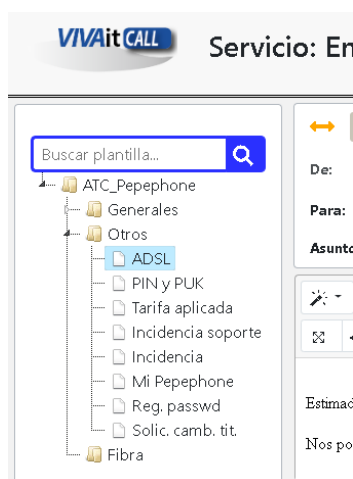 VIVAit CALL
Servicio: En
Buscar plantilla...
ATC_Pepephone
Generales
Otros
ADSL
PIN y PUK
Tarifa aplicada
Incidencia soporte
Incidencia
Mi Pepephone
Reg. passwd
Solic. camb. tit.
Fibra
De:
Para:
Asunto
Estimad
Nos po